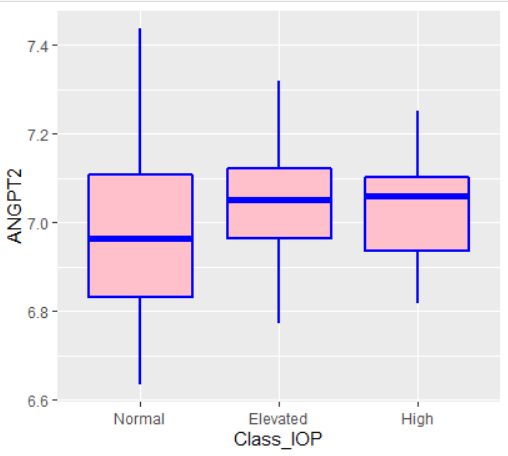 ANGPT2
7.4
7.2
7.0
6.8
6.6
Normal Elevated High
Class_IOP